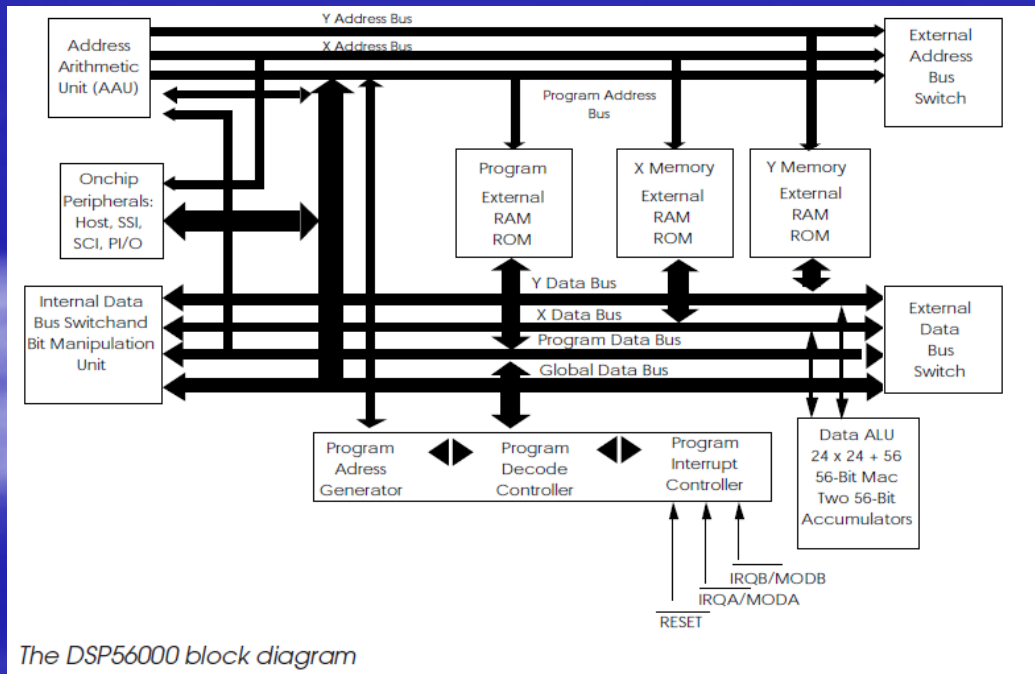 Y Address Bus
X Address Bus
Address
Arithmetic
Unit (AAU)
External
Address
Bus
Switch
Program Address
Bus
Onchip
Peripherals:
Host, SSI,
SCI, PI/O
Program
External
RAM
ROM
X Memory
External
RAM
ROM
Y Memory
External
RAM
ROM
Internal Data
Bus Switchand
Bit Manipulation
Unit
Y Data Bus
X Data Bus
Program Data Bus
Global Data Bus
External
Data
Bus
Switch
Program
Adress
Generator
Program
Decode
Controller
Program
Interrupt
Controller
Data ALU
24 x 24 + 56
56-Bit Mac
Two 56-Bit
Accumulators
IRQB/MODB
IRQA/MODA
RESET
The DSP56000 block diagram